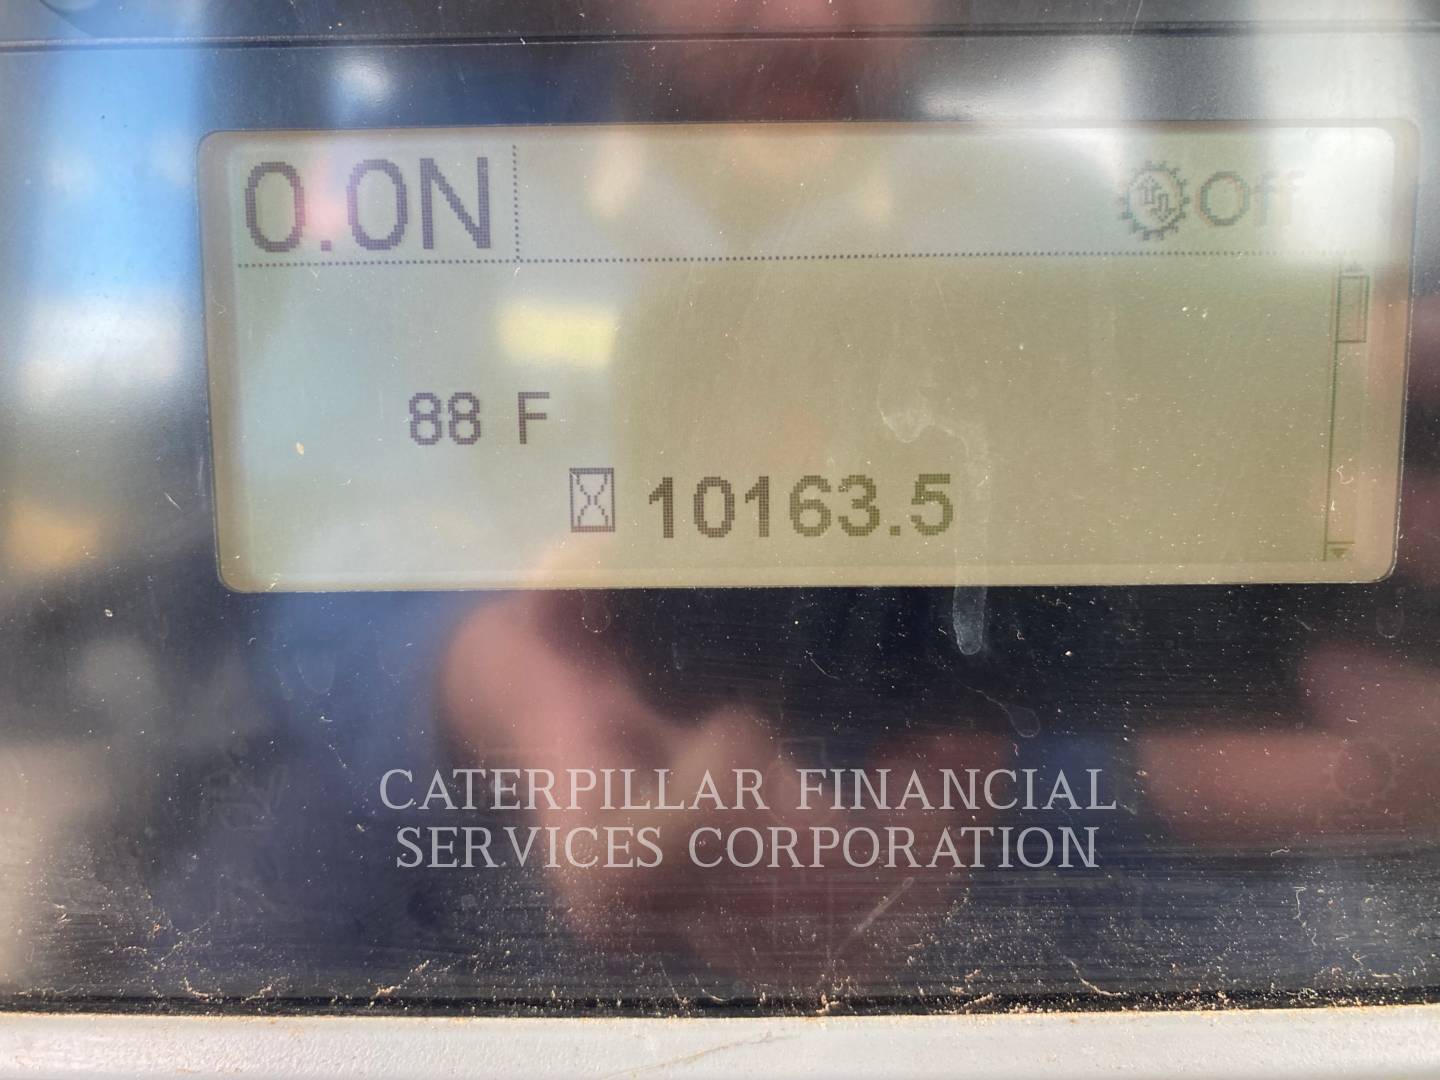 0.0N Off
88 F
10163.5
CATERPILLAR FINANCIAL
SERVICES CORPORATION